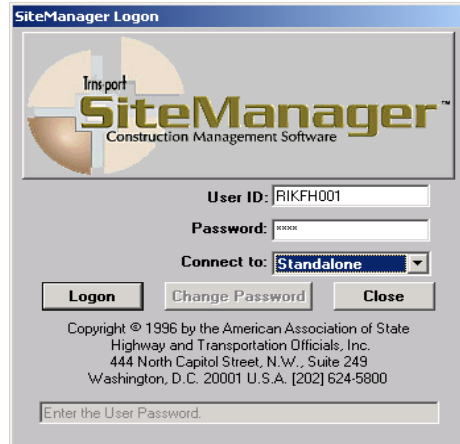 SiteManager Logon
Trns·port
SiteManager™
Construction Management Software
User ID: RIKFH001
Password: ****
Connect to: Standalone
Logon Change Password Close
Copyright © 1996 by the American Association of State
Highway and Transportation Officials, Inc.
444 North Capitol Street, N.W., Suite 249
Washington, D.C. 20001 U.S.A. [202] 624-5800
Enter the User Password.